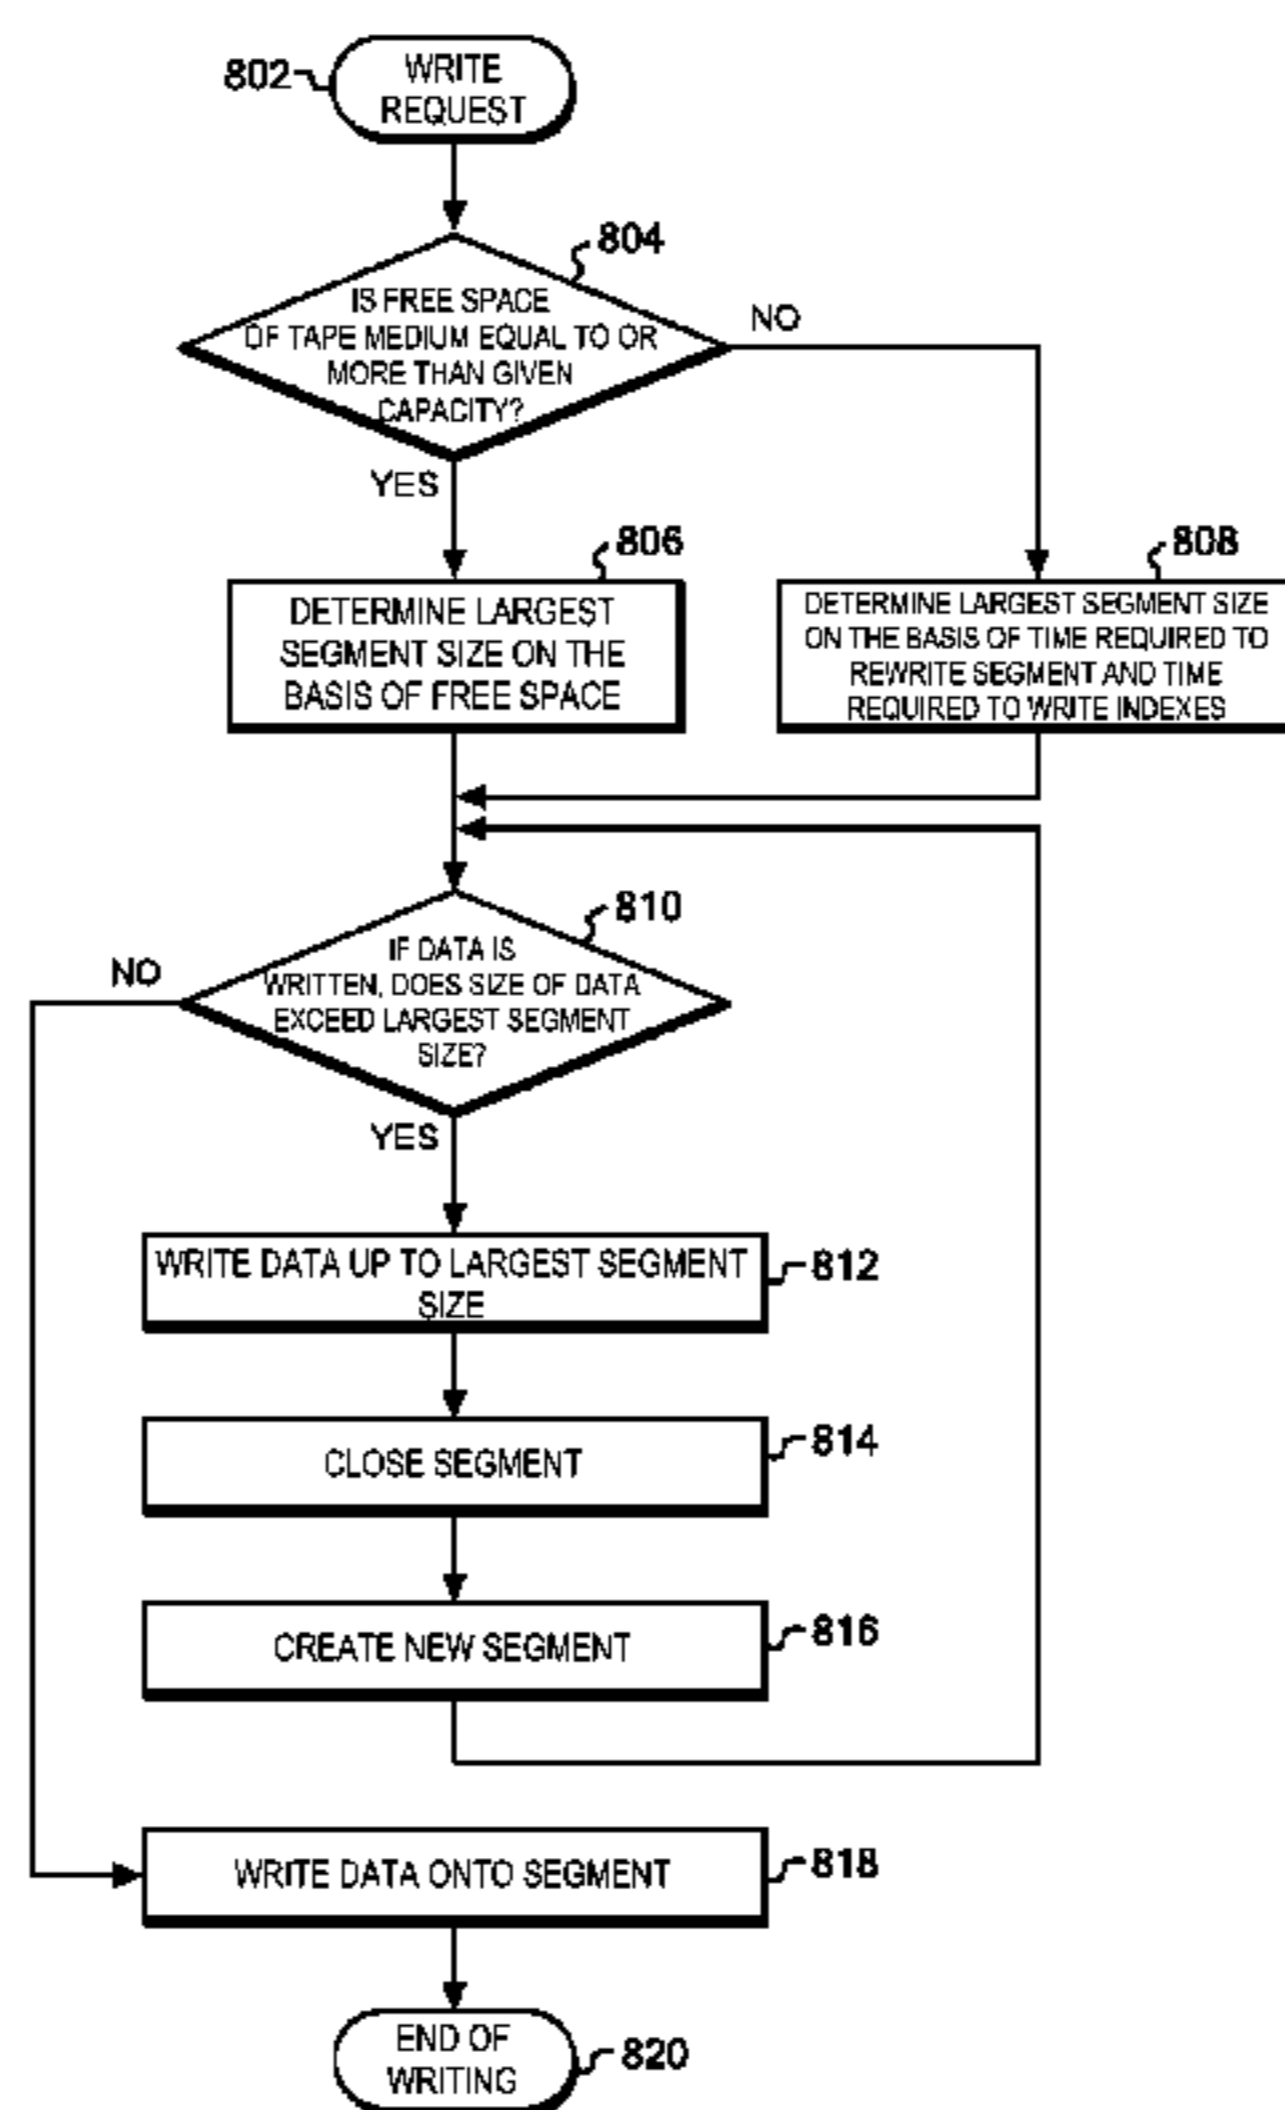 802
WRITE
REQUEST
804
IS FREE SPACE
OF TAPE MEDIUM EQUAL TO OR
MORE THAN GIVEN
CAPACITY?
NO
YES
806
DETERMINE LARGEST
SEGMENT SIZE ON THE
BASIS OF FREE SPACE
808
DETERMINE LARGEST SEGMENT SIZE
ON THE BASIS OF TIME REQUIRED TO
REWRITE SEGMENT AND TIME
REQUIRED TO WRITE INDEXES
810
IF DATA IS
WRITTEN, DOES SIZE OF DATA
EXCEED LARGEST SEGMENT
SIZE?
NO
YES
WRITE DATA UP TO LARGEST SEGMENT
SIZE
812
CLOSE SEGMENT
814
CREATE NEW SEGMENT
816
WRITE DATA ONTO SEGMENT
818
END OF
WRITING
820